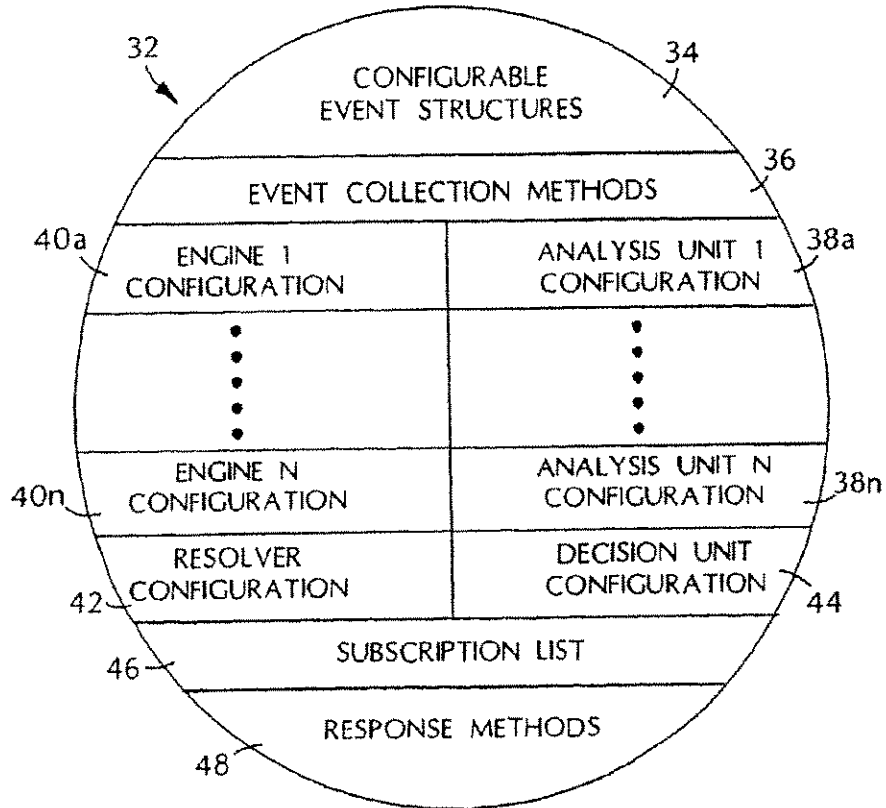 32
34
CONFIGURABLE
EVENT STRUCTURES
36
EVENT COLLECTION METHODS
40a
ENGINE 1
CONFIGURATION
ANALYSIS UNIT 1
CONFIGURATION
38a
40n
ENGINE N
CONFIGURATION
ANALYSIS UNIT N
CONFIGURATION
38n
42
RESOLVER
CONFIGURATION
DECISION UNIT
CONFIGURATION
44
46
SUBSCRIPTION LIST
RESPONSE METHODS
48